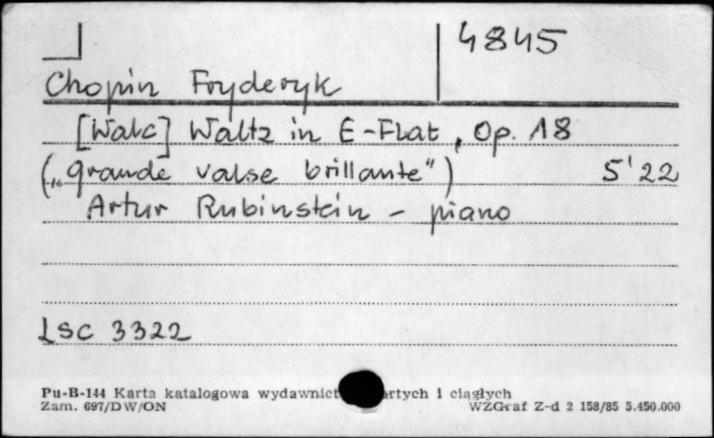 4845
Chopin Fryderyk
[Walc] Waltz in E-Flat, Op. 18
(„grande valse brillante") 5'22
Artur Rubinstein - piano
LSC 3322
Pu-B-144 Karta katalogowa wydawnict rtych i ciągłych
Zam. 697/DW/ON WZGraf Z-d 2 158/85 5.450.000